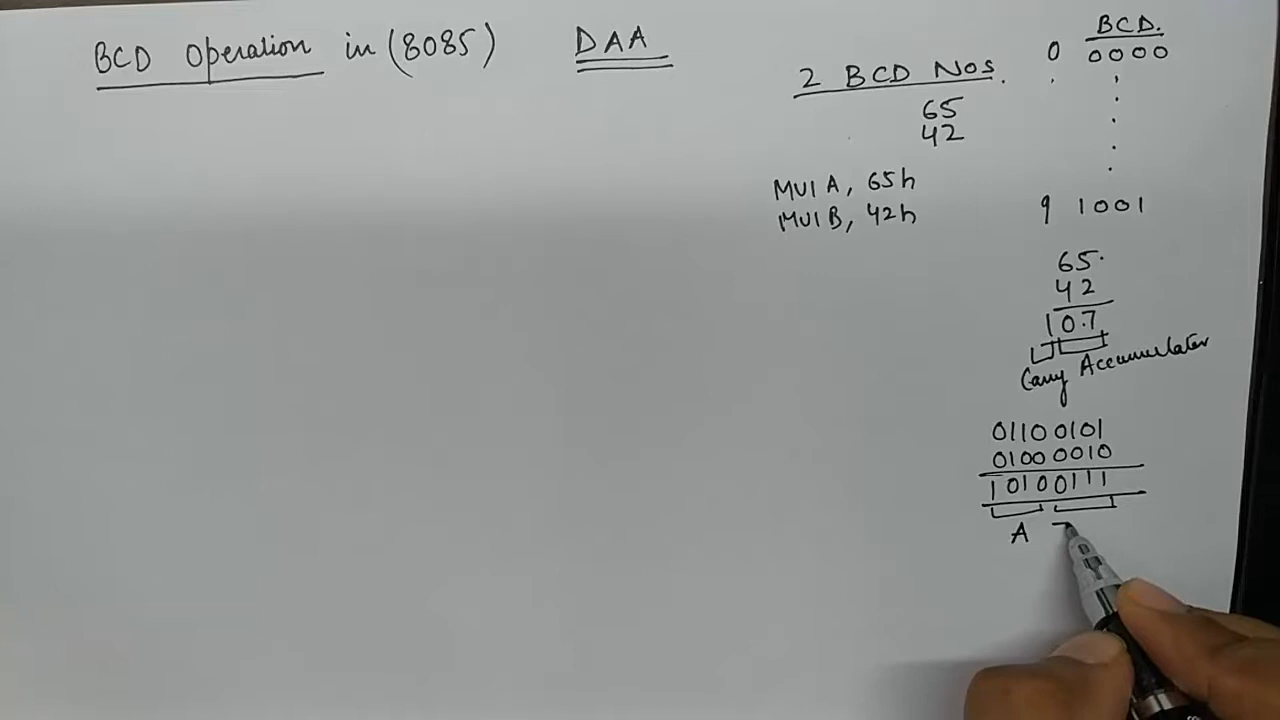 BCD Operation in (8085) DAA
2 BCD Nos.
65
42
MVI A, 65h
MVI B, 42h
BCD.
0 0000
9 1001
65
42
107
Carry Accumulator
01100101
01000010
10100111
A